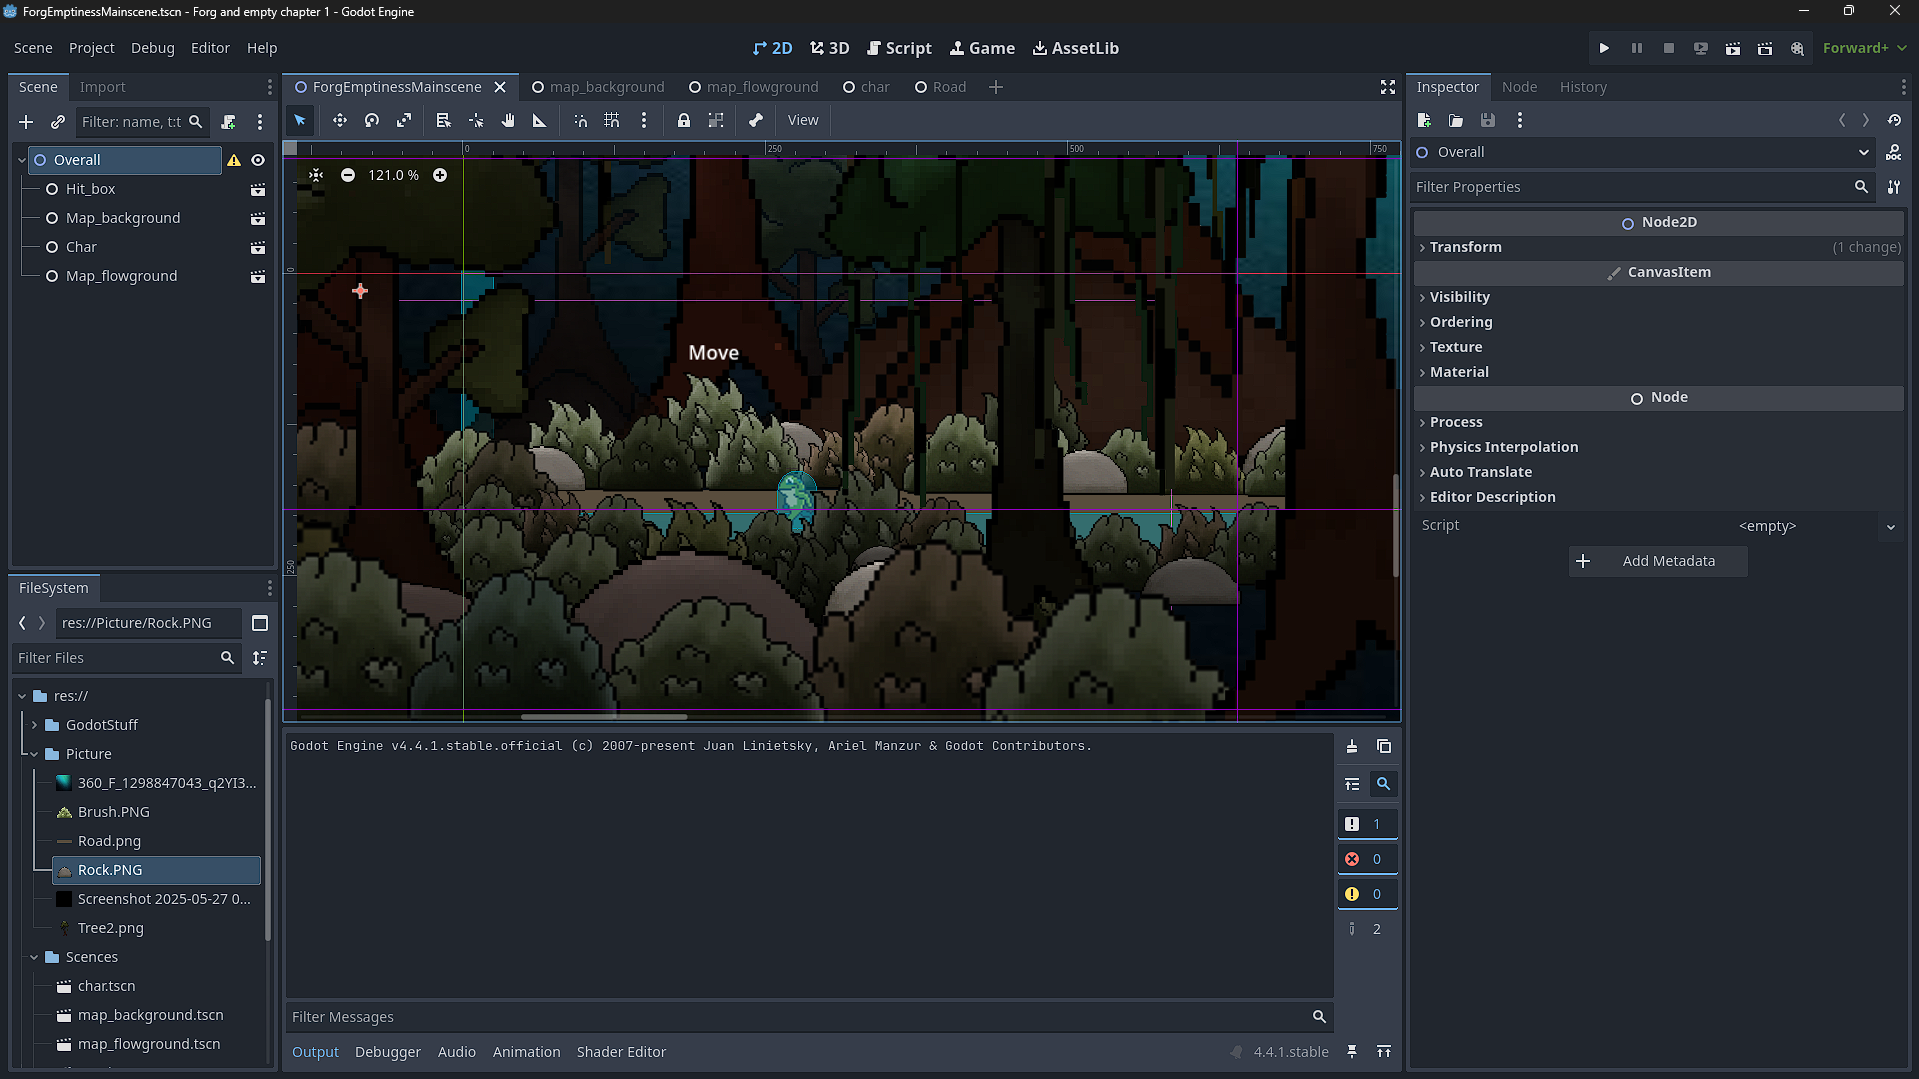 ForgEmptinessMainscene.tscn - Forg and empty chapter 1 - Godot Engine
Scene Project Debug Editor Help
2D 3D Script Game AssetLib
Forward+
Scene Import
Filter: name, t:t
Overall
Hit_box
Map_background
Char
Map_flowground
FileSystem
res://Picture/Rock.PNG
Filter Files
res://
GodotStuff
Picture
360_F_1298847043_q2YI3...
Brush.PNG
Road.png
Rock.PNG
Screenshot 2025-05-27 0...
Tree2.png
Scences
char.tscn
map_background.tscn
map_flowground.tscn
ForgEmptinessMainscene map_background map_flowground char Road
View
0 250 500 750
121.0 %
0
Move
250
Godot Engine v4.4.1.stable.official (c) 2007-present Juan Linietsky, Ariel Manzur & Godot Contributors.
1
0
0
2
Filter Messages
Output Debugger Audio Animation Shader Editor 4.4.1.stable
Inspector Node History
Overall
DOC
Filter Properties
Node2D
Transform (1 change)
CanvasItem
Visibility
Ordering
Texture
Material
Node
Process
Physics Interpolation
Auto Translate
Editor Description
Script <empty>
Add Metadata